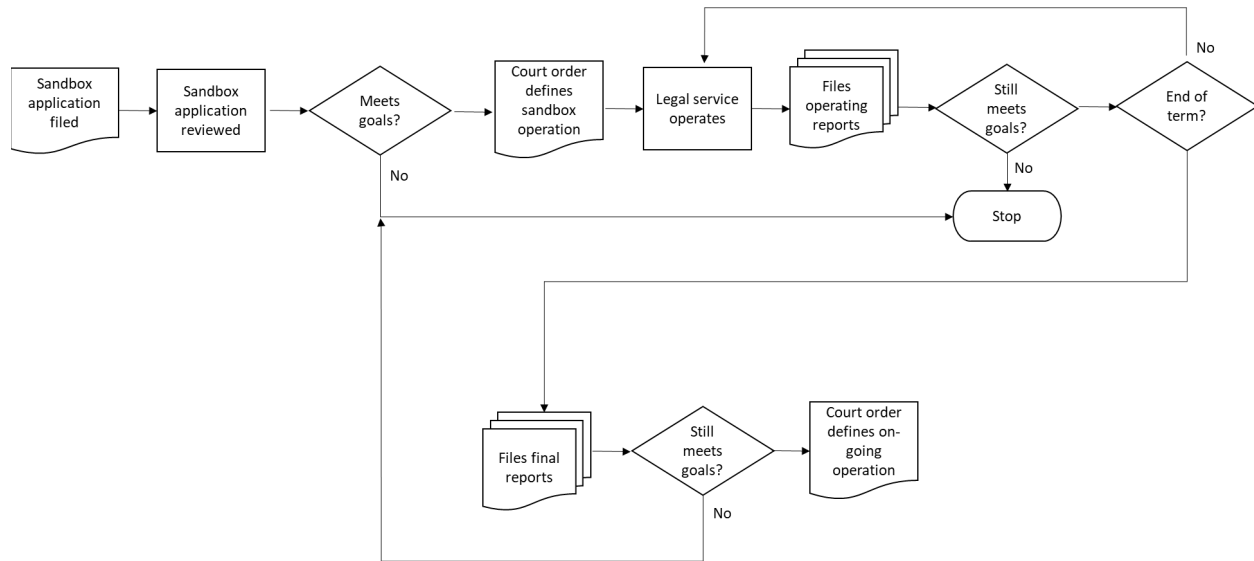 Sandbox
application
filed
Sandbox
application
reviewed
Meets
goals?
No
Court order
defines
sandbox
operation
Legal service
operates
Files
operating
reports
Still
meets
goals?
No
Stop
End of
term?
No
Files final
reports
Still
meets
goals?
No
Court order
defines on-
going
operation